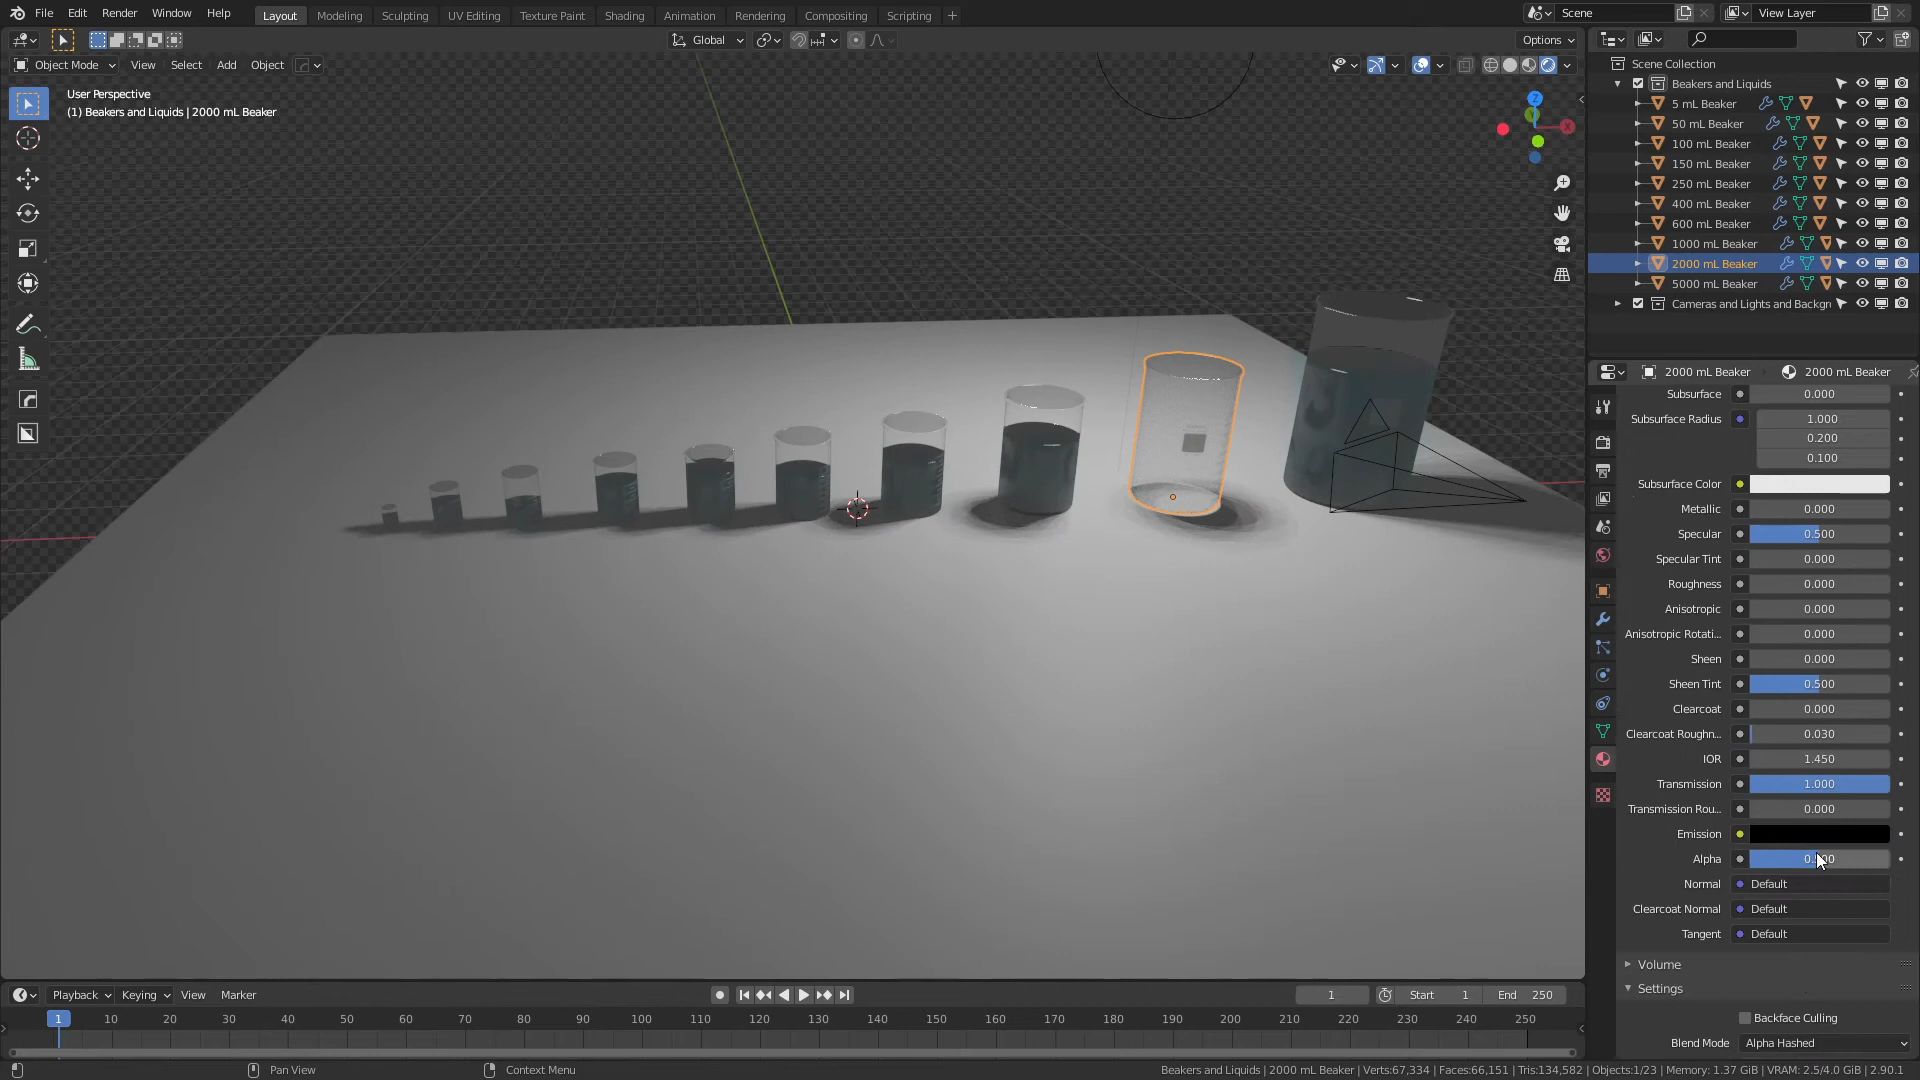 File Edit Render Window Help Layout Modeling Sculpting UV Editing Texture Paint Shading Animation Rendering Compositing Scripting Scene View Layer
Global Options
Object Mode View Select Add Object
User Perspective
(1) Beakers and Liquids | 2000 mL Beaker
Z
X
Scene Collection
Beakers and Liquids
5 mL Beaker
50 mL Beaker
100 mL Beaker
150 mL Beaker
250 mL Beaker
400 mL Beaker
600 mL Beaker
1000 mL Beaker
2000 mL Beaker
5000 mL Beaker
Cameras and Lights and Backgr
2000 mL Beaker 2000 mL Beaker
Subsurface 0.000
Subsurface Radius 1.000
0.200
0.100
Subsurface Color
Metallic 0.000
Specular 0.500
Specular Tint 0.000
Roughness 0.000
Anisotropic 0.000
Anisotropic Rotati... 0.000
Sheen 0.000
Sheen Tint 0.500
Clearcoat 0.000
Clearcoat Roughn... 0.030
IOR 1.450
Transmission 1.000
Transmission Rou... 0.000
Emission
Alpha
Normal Default
Clearcoat Normal Default
Tangent Default
Volume
Settings
Backface Culling
Blend Mode Alpha Hashed
Playback Keying View Marker 1 Start 1 End 250
1 10 20 30 40 50 60 70 80 90 100 110 120 130 140 150 160 170 180 190 200 210 220 230 240 250
Pan View Context Menu Beakers and Liquids | 2000 mL Beaker | Verts:67,334 | Faces:66,151 | Tris:134,582 | Objects:1/23 | Memory: 1.37 GiB | VRAM: 2.5/4.0 GiB | 2.90.1